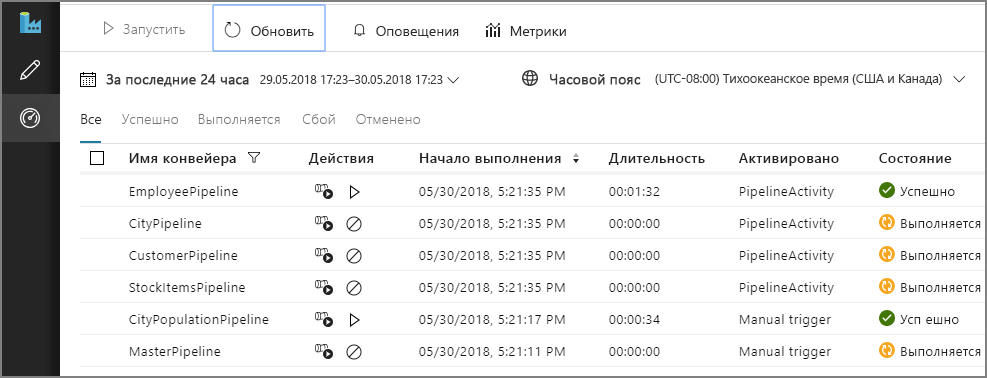 Запустить Обновить Оповещения Метрики
За последние 24 часа 29.05.2018 17:23–30.05.2018 17:23 Часовой пояс (UTC-08:00) Тихоокеанское время (США и Канада)
Все Успешно Выполняется Сбой Отменено
Имя конвейера Действия Начало выполнения Длительность Активировано Состояние
EmployeePipeline 05/30/2018, 5:21:35 PM 00:01:32 PipelineActivity Успешно
CityPipeline 05/30/2018, 5:21:35 PM 00:00:00 PipelineActivity Выполняется
CustomerPipeline 05/30/2018, 5:21:35 PM 00:00:00 PipelineActivity Выполняется
StockItemsPipeline 05/30/2018, 5:21:35 PM 00:00:00 PipelineActivity Выполняется
CityPopulationPipeline 05/30/2018, 5:21:17 PM 00:00:34 Manual trigger Усп ешно
MasterPipeline 05/30/2018, 5:21:11 PM 00:00:00 Manual trigger Выполняется